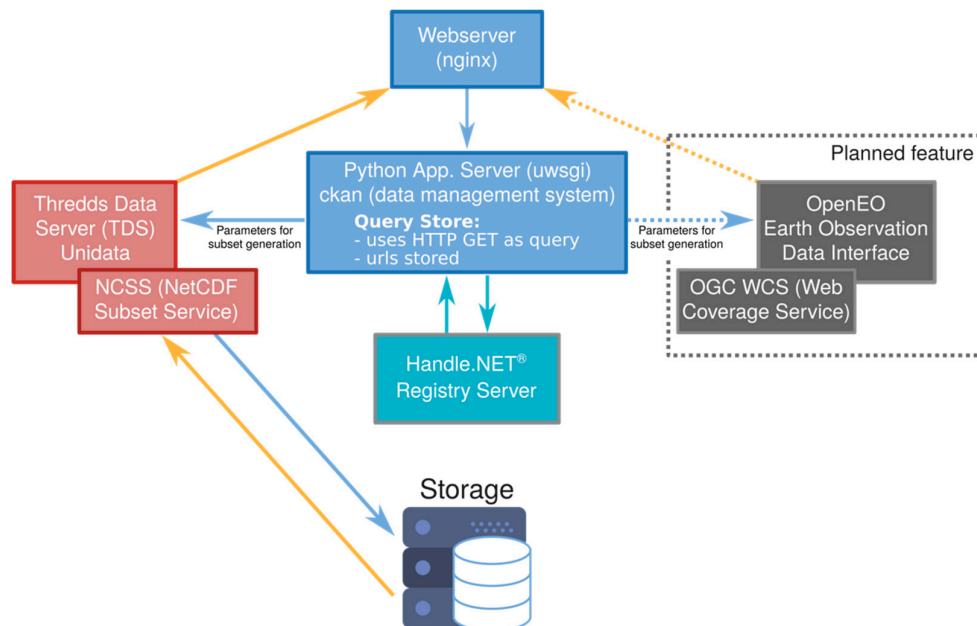 Webserver
(nginx)
Planned feature
Python App. Server (uwsgi)
ckan (data management system)
Query Store:
- uses HTTP GET as query
- urls stored
Thredds Data
Server (TDS)
Unidata
NCSS (NetCDF
Subset Service)
Parameters for
subset generation
Parameters for
subset generation
OpenEO
Earth Observation
Data Interface
OGC WCS (Web
Coverage Service)
Handle.NET®
Registry Server
Storage